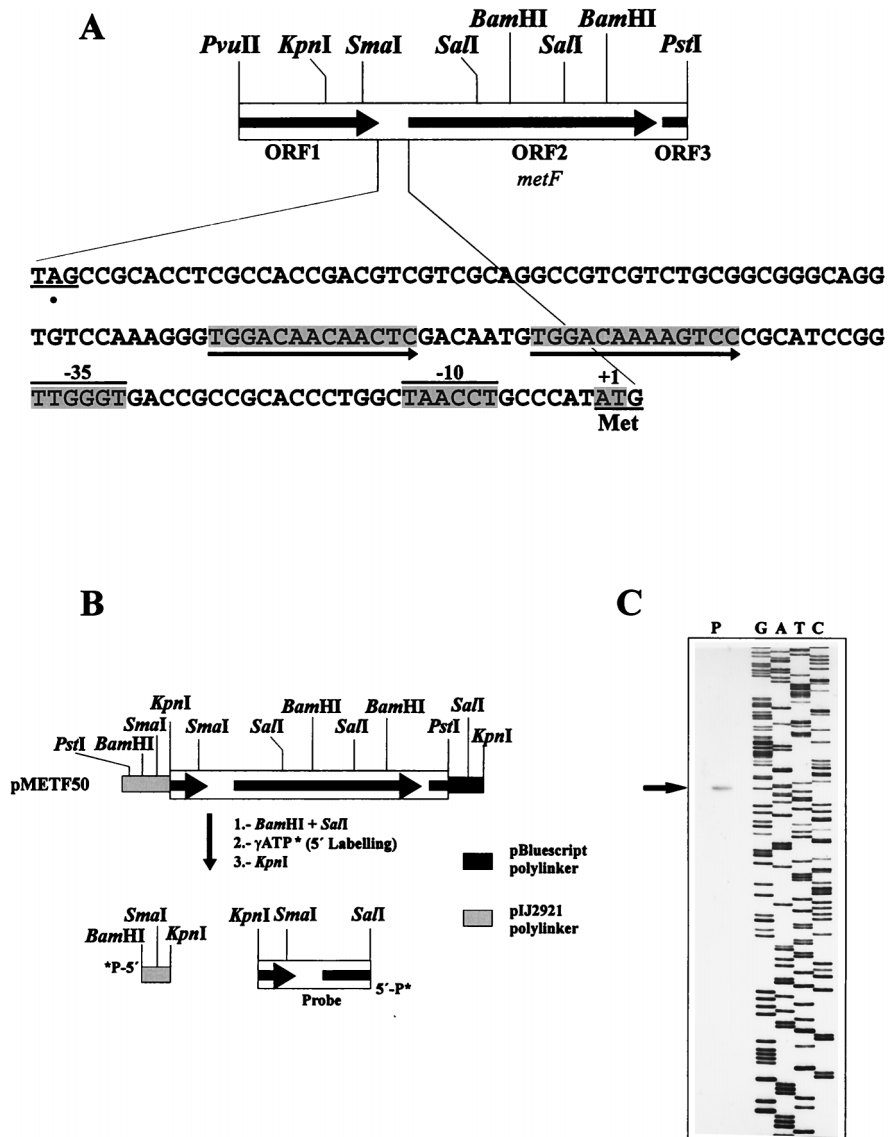 A
BamHI BamHI
PvuII KpnI SmaI SalI SalI PstI
ORF1 ORF2 ORF3
metF
TAGCCGCACCTCGCCACCGACGTCGTCGCAGGCCGTCGTCTGCGGCGGGCAGG
TGTCCAAAGGGTGGACAACAACTCGACAATGTGGACAAAAGTCCCGCATCCGG
-35 -10 +1
TTGGGTGACCGCCGCACCCTGGCTAACCTGCCCATATG
Met
B
KpnI BamHI BamHI SalI
SmaI SmaI SalI SalI PstI
PstI BamHI KpnI
pMETF50
1.- BamHI + SalI
2.- γATP* (5´ Labelling)
3.- KpnI
pBluescript
polylinker
pIJ2921
polylinker
SmaI KpnI SmaI SalI
BamHI KpnI
*P-5´
5´-P*
Probe
C
P G A T C